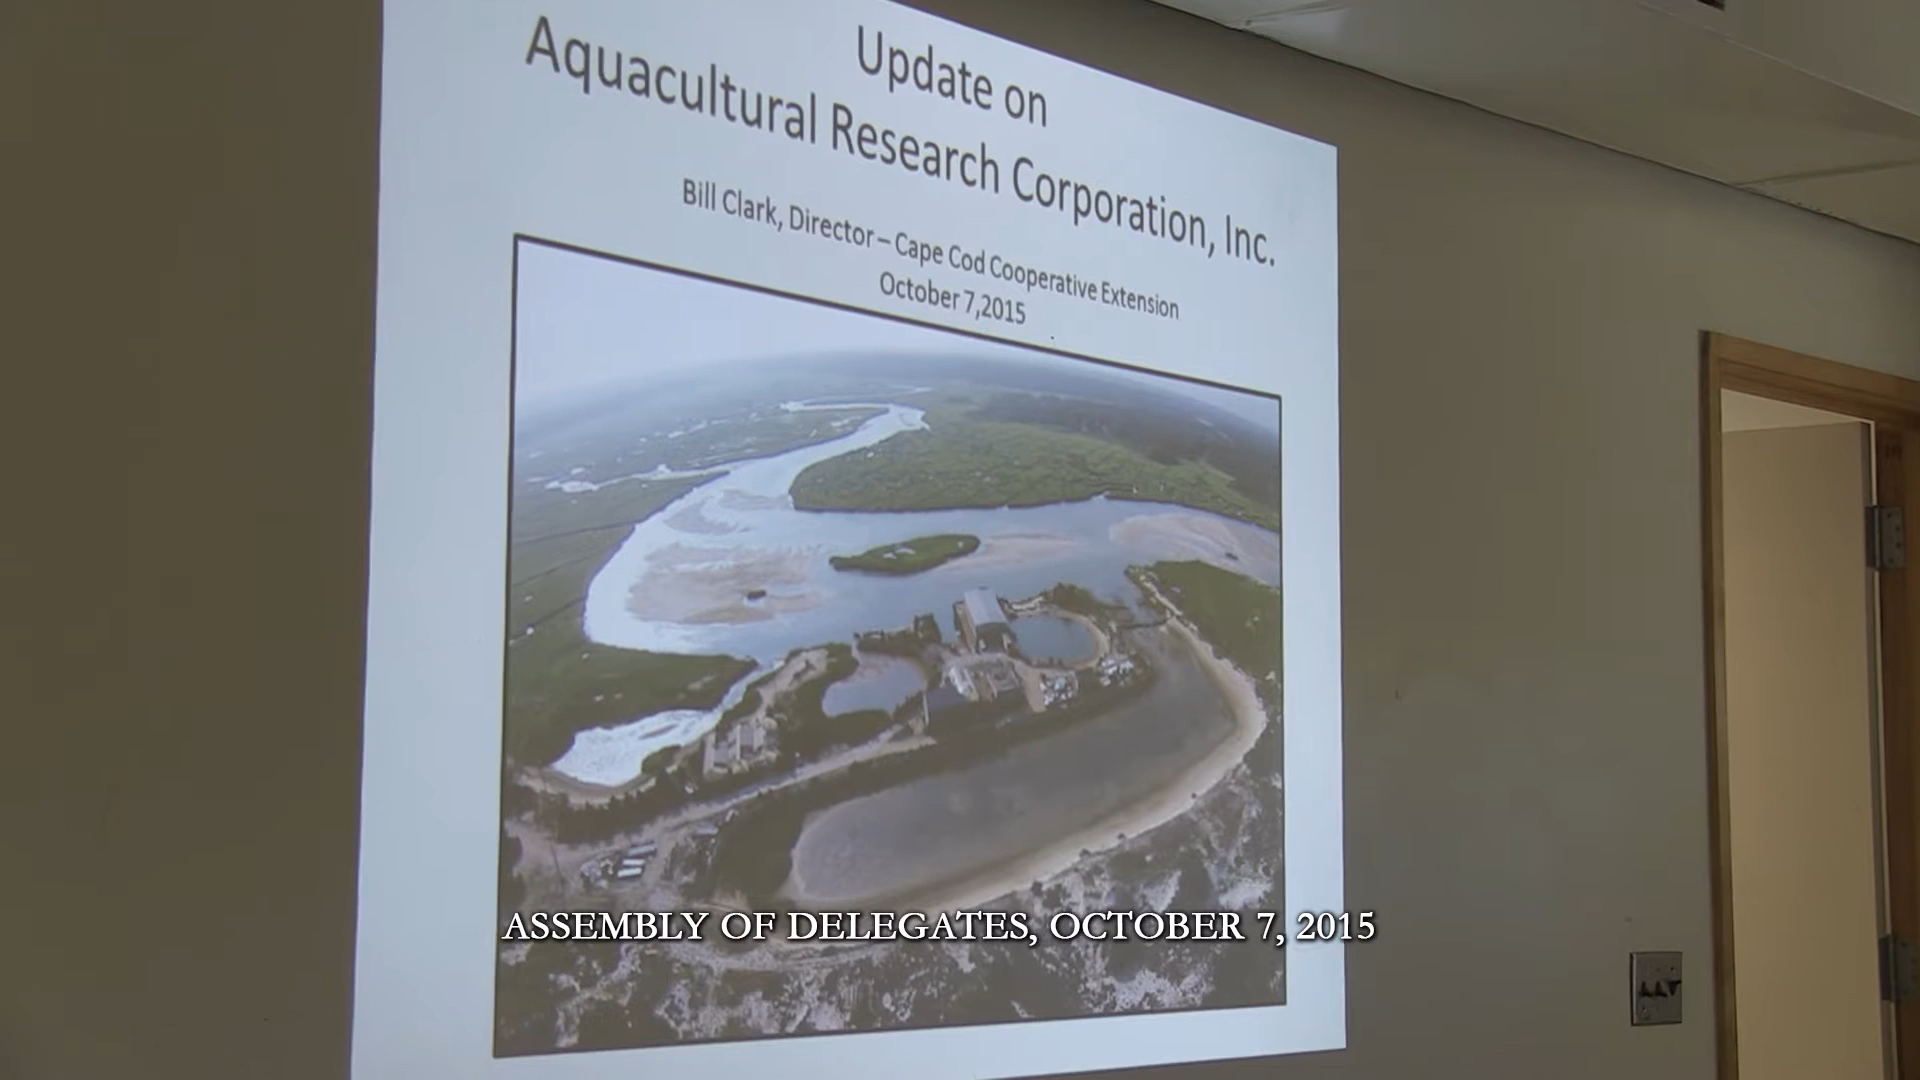 Update on
Aquacultural Research Corporation, Inc.
Bill Clark, Director – Cape Cod Cooperative Extension
October 7,2015
ASSEMBLY OF DELEGATES, OCTOBER 7, 2015